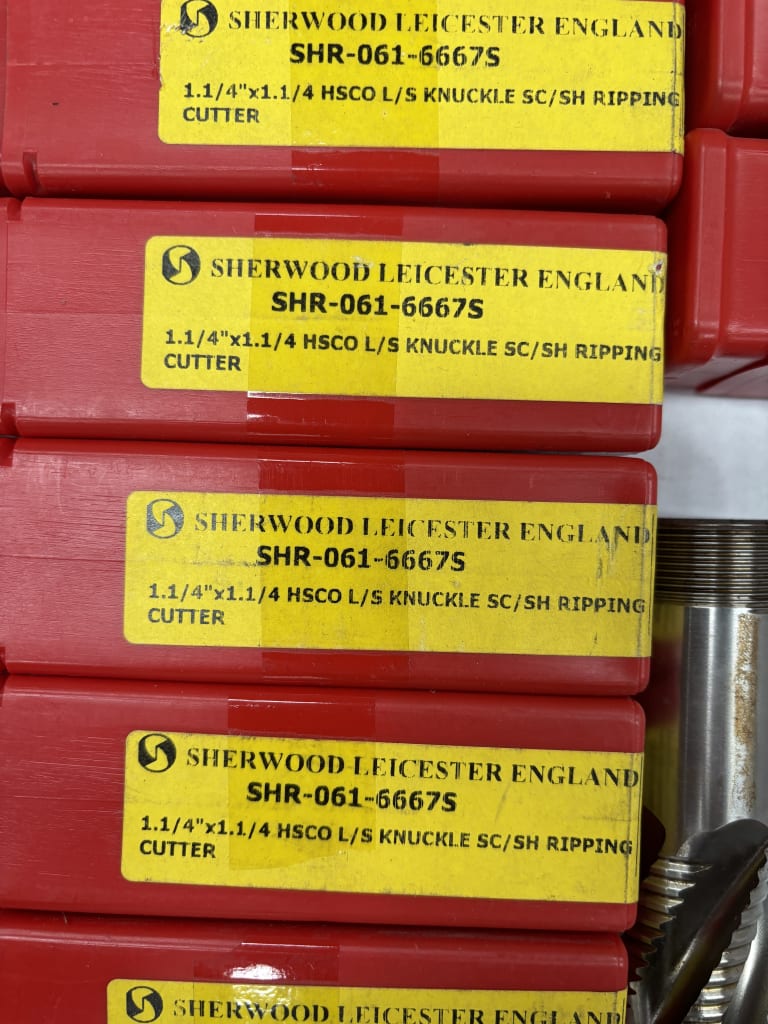 SHERWOOD LEICESTER ENGLAND
SHR-061-6667S
1.1/4"x1.1/4 HSCO L/S KNUCKLE SC/SH RIPPING
CUTTER
SHERWOOD LEICESTER ENGLAND
SHR-061-6667S
1.1/4"x1.1/4 HSCO L/S KNUCKLE SC/SH RIPPING
CUTTER
SHERWOOD LEICESTER ENGLAND
SHR-061-6667S
1.1/4"x1.1/4 HSCO L/S KNUCKLE SC/SH RIPPING
CUTTER
SHERWOOD LEICESTER ENGLAND
SHR-061-6667S
1.1/4"x1.1/4 HSCO L/S KNUCKLE SC/SH RIPPING
CUTTER
SHERWOOD LEICESTER ENGLAND